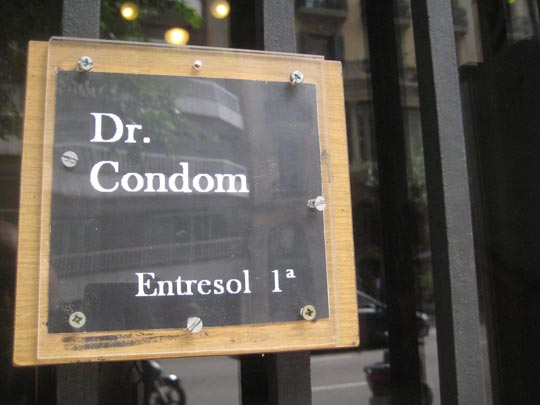 Dr.
Condom
Entresol 1ª